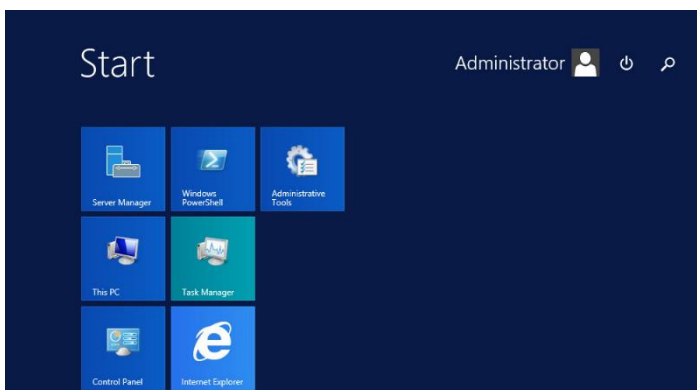 Start
Administrator
Server Manager
Windows
PowerShell
Administrative
Tools
This PC
Task Manager
Control Panel
Internet Explorer